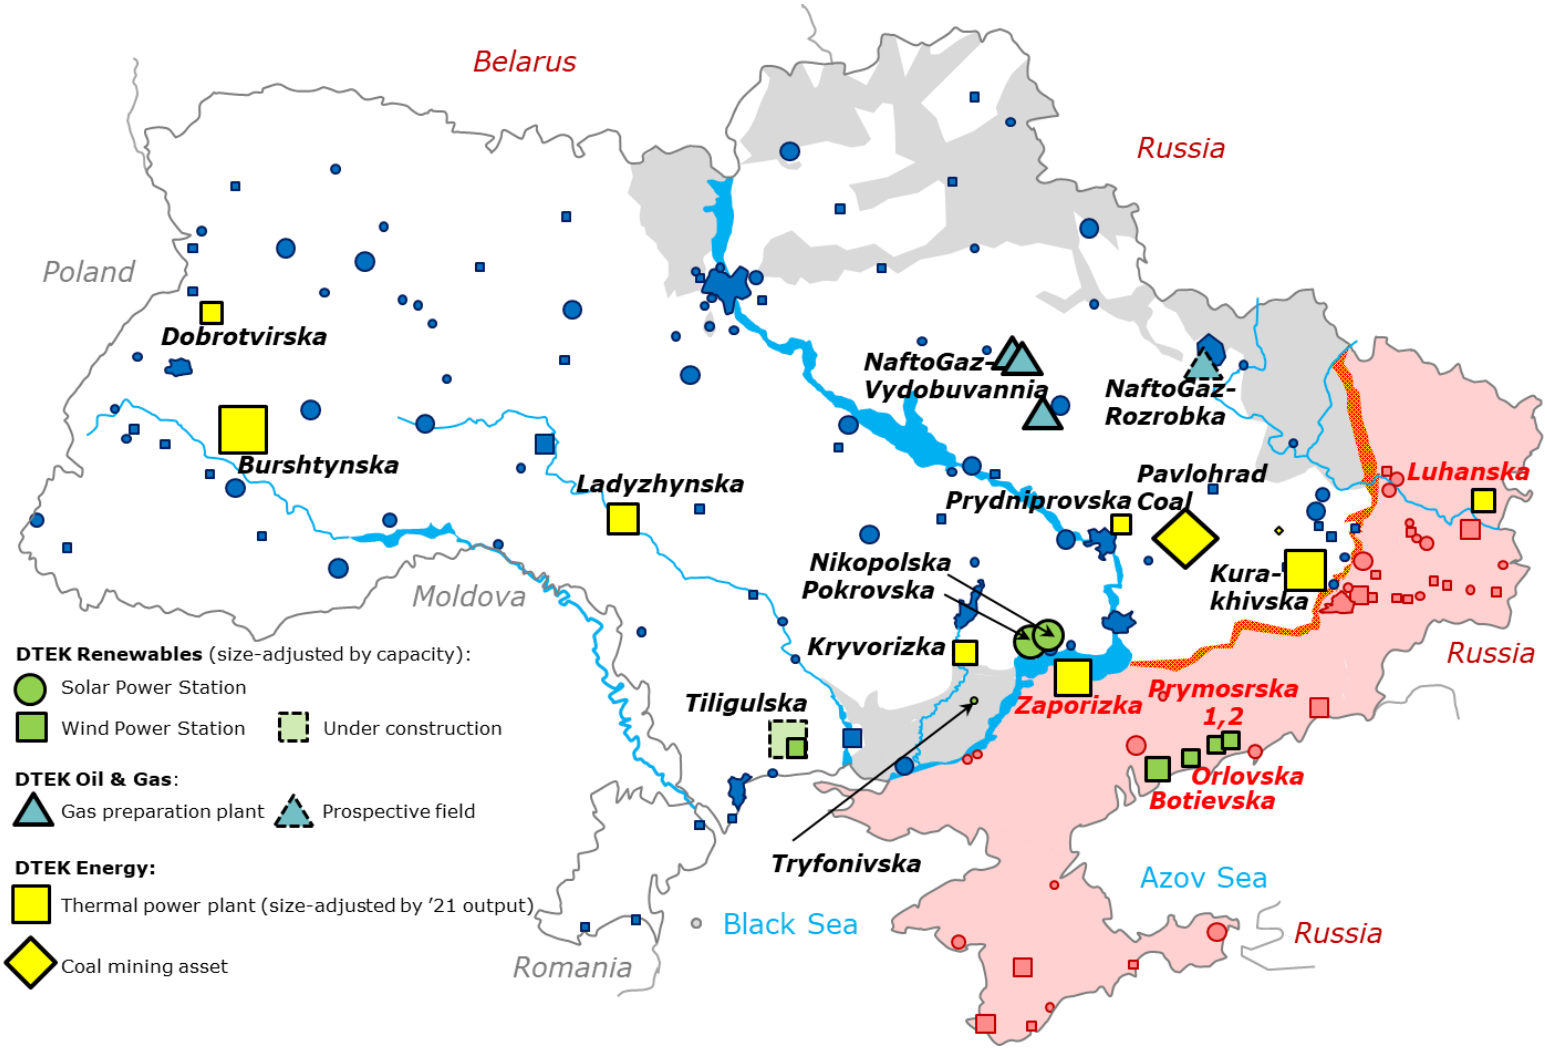 Belarus
Russia
Poland
Dobrotvirska
NaftoGaz-
Vydobuvannia
NaftoGaz-
Rozrobka
Burshtynska
Ladyzhynska
Pavlohrad
Coal
Luhanska
Prydniprovska
Nikopolska
Pokrovska
Kura-
khivska
Moldova
Kryvorizka
Russia
DTEK Renewables (size-adjusted by capacity):
Solar Power Station
Wind Power Station
Under construction
Tiligulska
Zaporizka
Prymosrska
1,2
Orlovska
Botievska
DTEK Oil & Gas:
Gas preparation plant
Prospective field
Tryfonivska
DTEK Energy:
Thermal power plant (size-adjusted by ’21 output)
Coal mining asset
Azov Sea
Black Sea
Russia
Romania